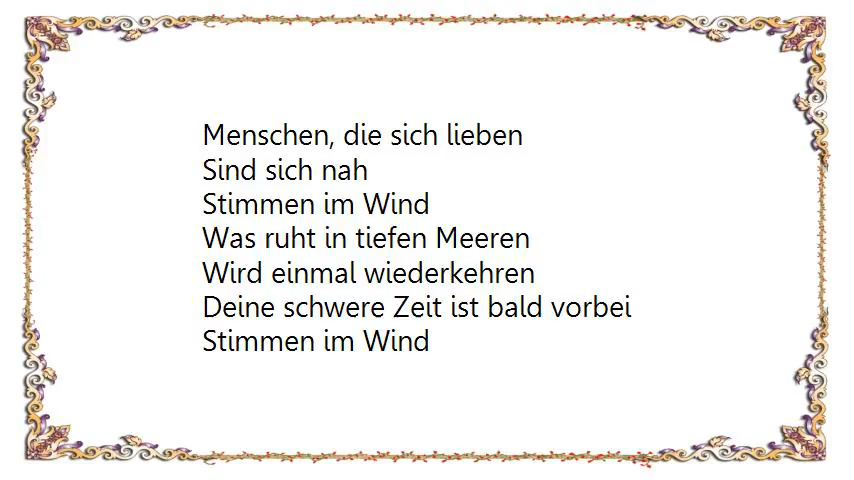 Menschen, die sich lieben
Sind sich nah
Stimmen im Wind
Was ruht in tiefen Meeren
Wird einmal wiederkehren
Deine schwere Zeit ist bald vorbei
Stimmen im Wind